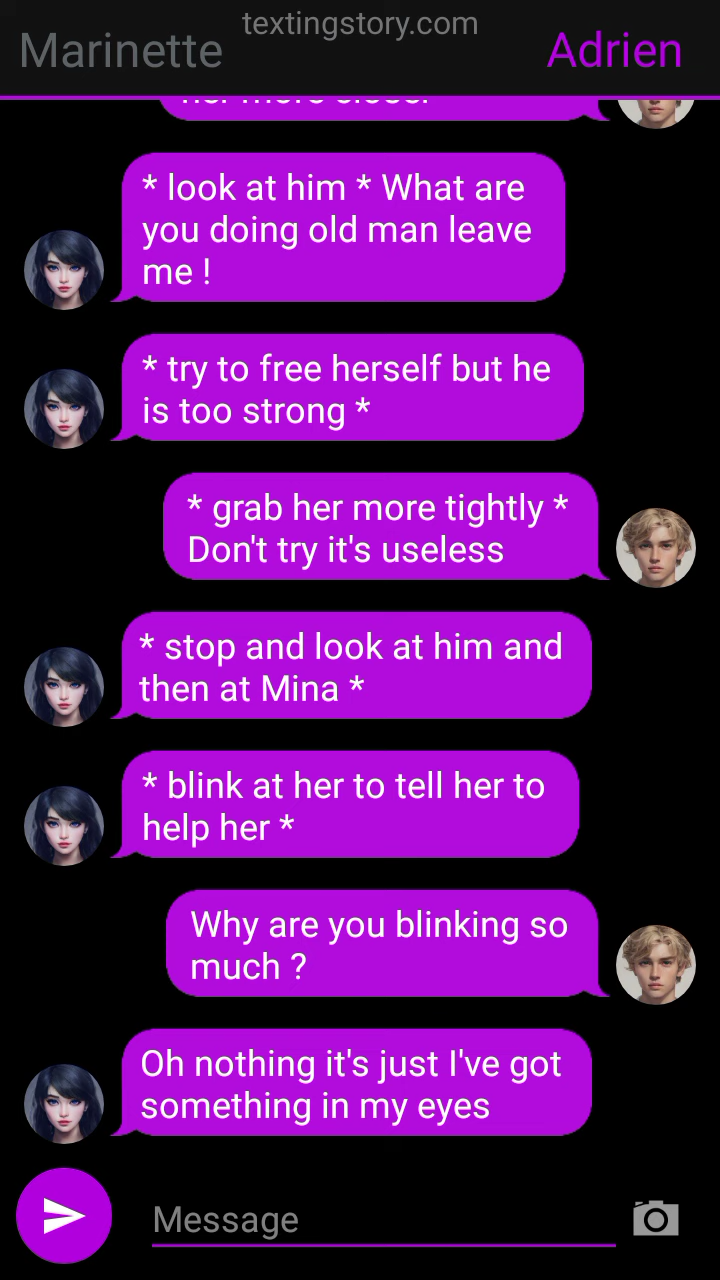 textingstory.com
Marinette
Adrien
her more closer
* look at him * What are
you doing old man leave
me !
* try to free herself but he
is too strong *
* grab her more tightly *
Don't try it's useless
* stop and look at him and
then at Mina *
* blink at her to tell her to
help her *
Why are you blinking so
much ?
Oh nothing it's just I've got
something in my eyes
Message